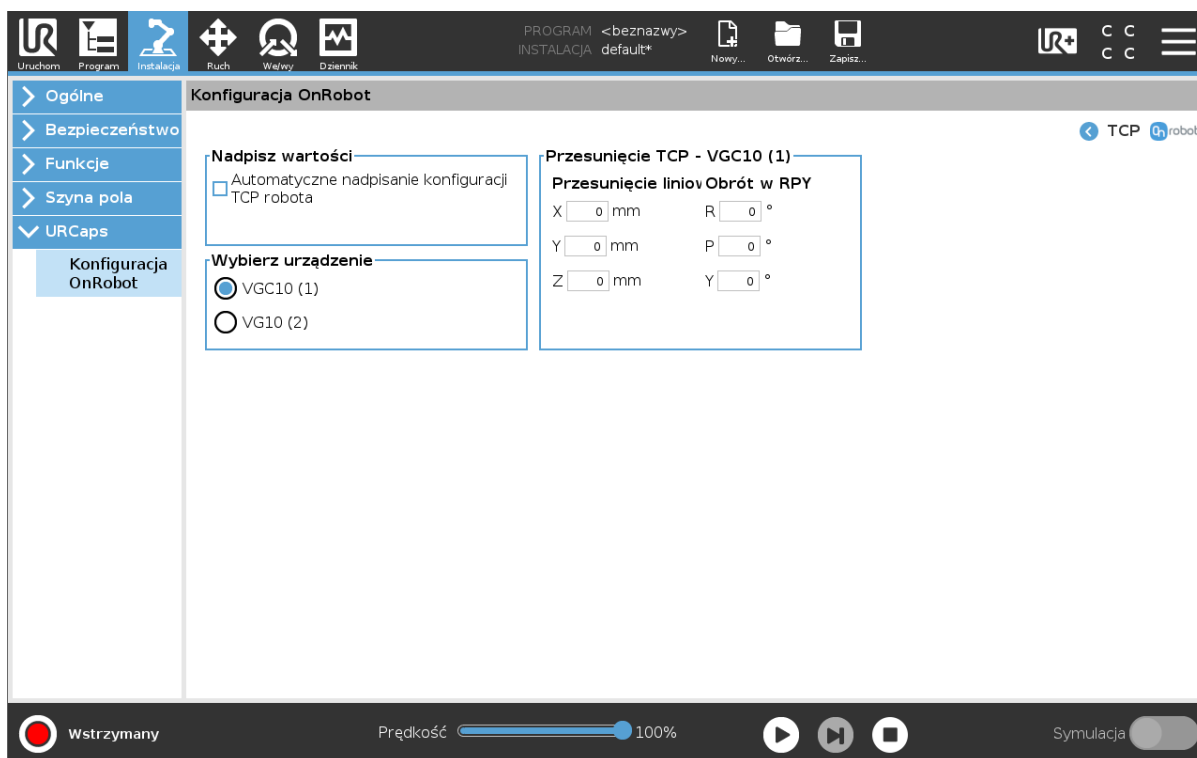 PROGRAM <beznazwy>
INSTALACJA default*
Uruchom Program Instalacja Ruch We/wy Dziennik Nowy... Otwórz... Zapisz...
UR+
C C
C C
Ogólne
Bezpieczeństwo
Funkcje
Szyna pola
URCaps
Konfiguracja
OnRobot
Konfiguracja OnRobot
TCP OnRobot
Nadpisz wartości
Automatyczne nadpisanie konfiguracji
TCP robota
Wybierz urządzenie
VGC10 (1)
VG10 (2)
Przesunięcie TCP - VGC10 (1)
Przesunięcie liniov Obrót w RPY
X 0 mm R 0 °
Y 0 mm P 0 °
Z 0 mm Y 0 °
Wstrzymany
Prędkość 100%
Symulacja